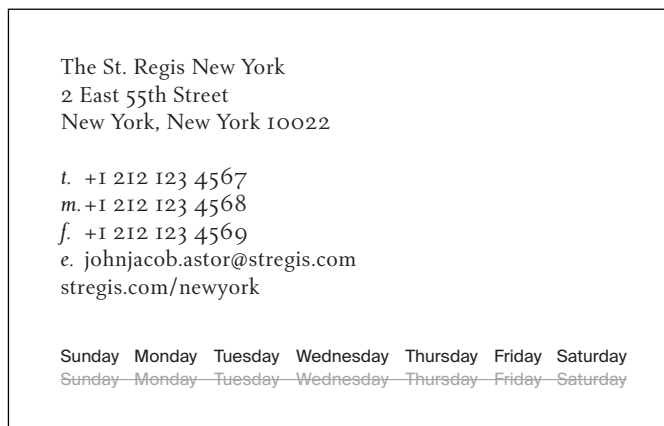 The St. Regis New York
2 East 55th Street
New York, New York 10022
t. +1 212 123 4567
m. +1 212 123 4568
f. +1 212 123 4569
e. johnjacob.astor@stregis.com
stregis.com/newyork
Sunday Monday Tuesday Wednesday Thursday Friday Saturday
Sunday Monday Tuesday Wednesday Thursday Friday Saturday